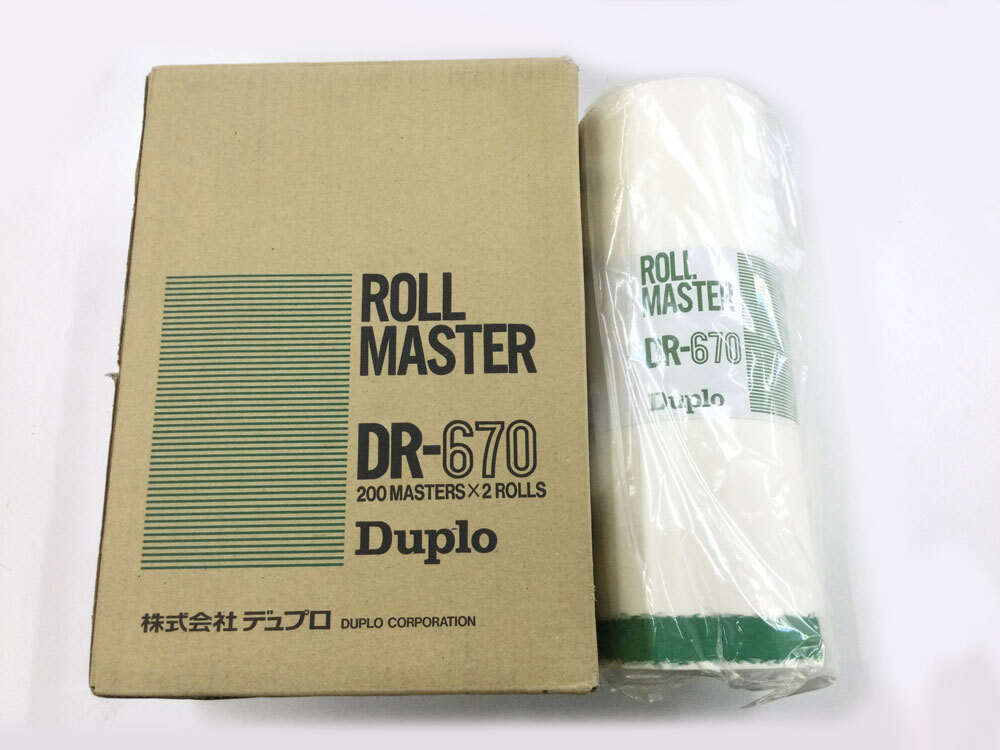 ROLL
MASTER
DR-670
200 MASTERS×2 ROLLS
Duplo
株式会社 デュプロ DUPLO CORPORATION
ROLL
MASTER
DR-670
Duplo